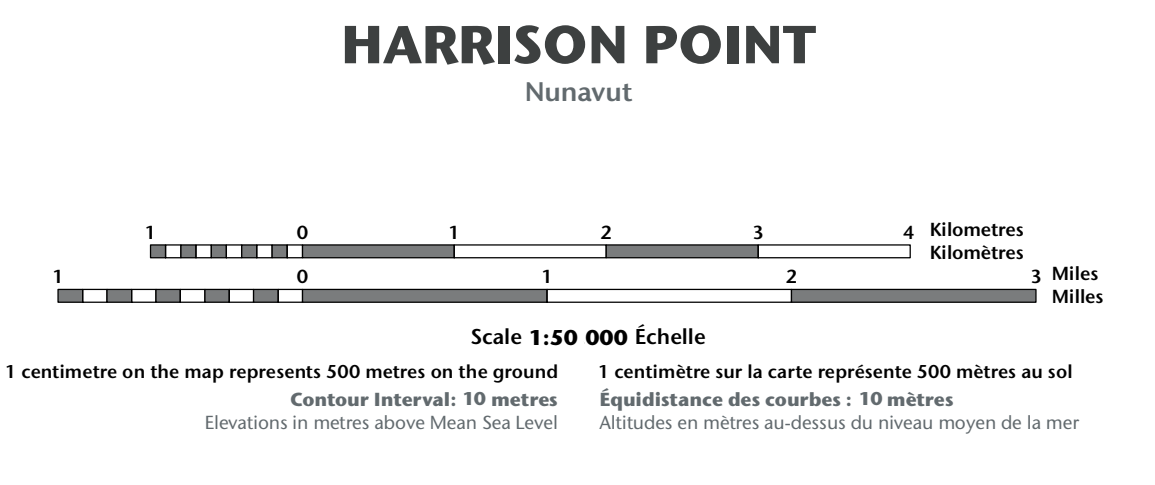 HARRISON POINT
Nunavut
1 0 1 2 3 4 Kilometres
Kilomètres
1 0 1 2 3 Miles
Milles
Scale 1:50 000 Échelle
1 centimetre on the map represents 500 metres on the ground
Contour Interval: 10 metres
Elevations in metres above Mean Sea Level
1 centimètre sur la carte représente 500 mètres au sol
Équidistance des courbes : 10 mètres
Altitudes en mètres au-dessus du niveau moyen de la mer